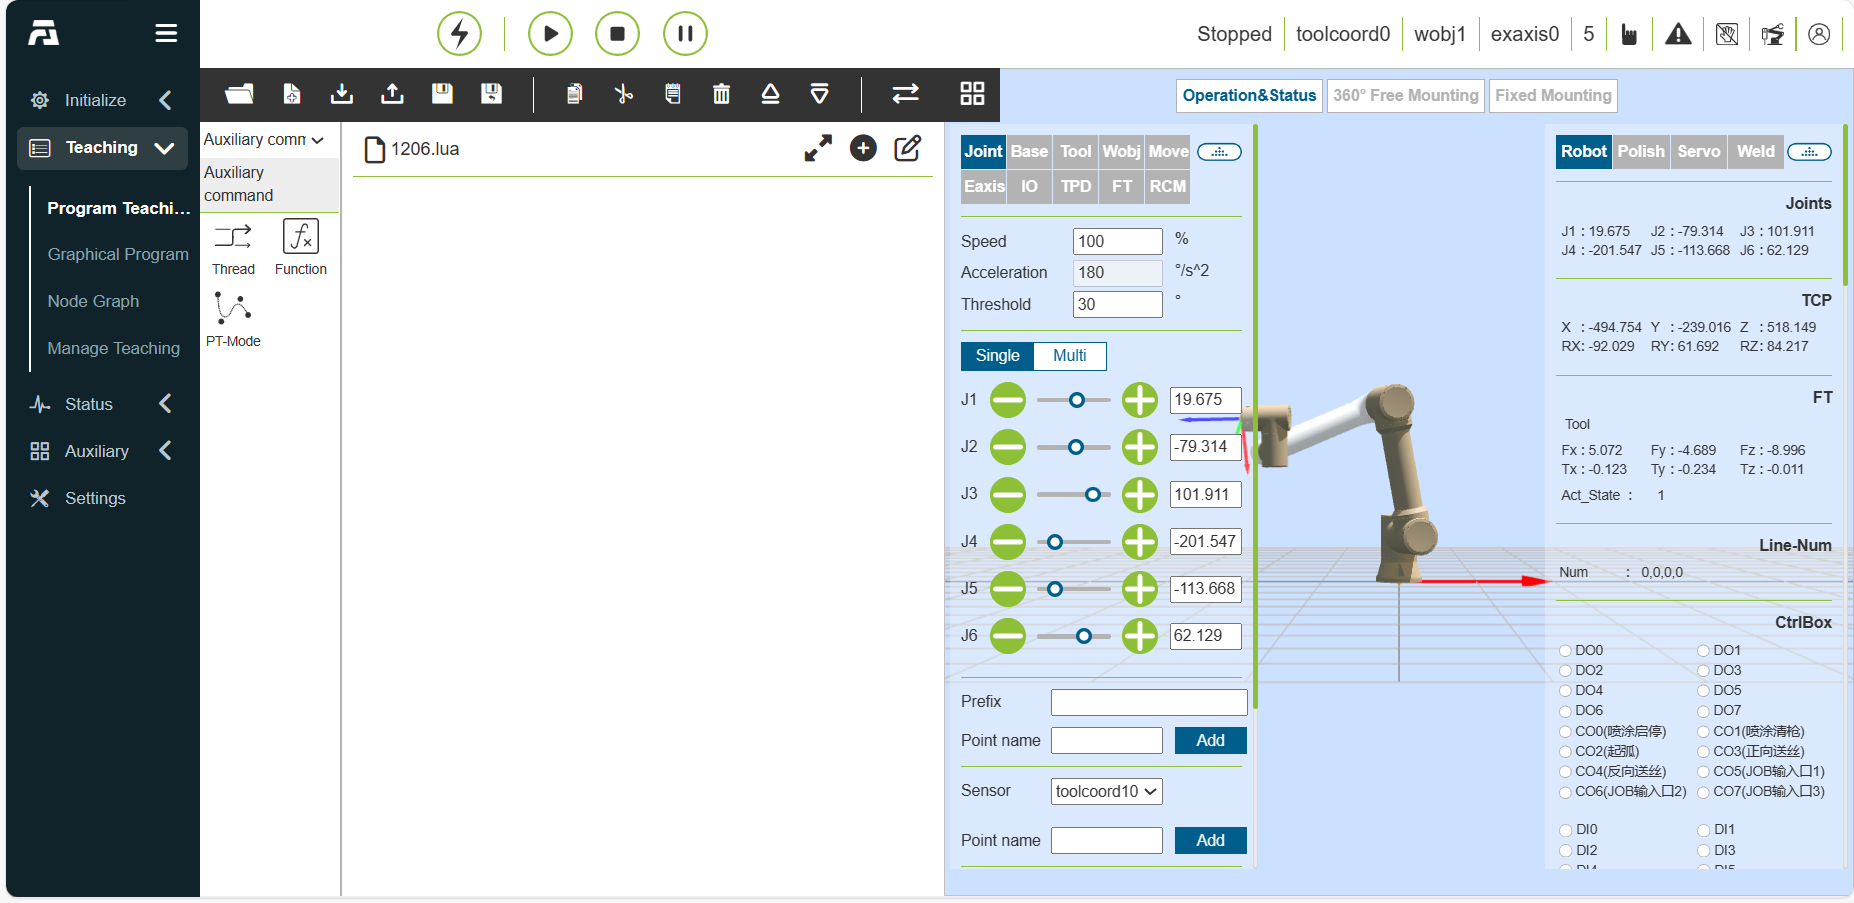 Stopped toolcoord0 wobj1 exaxis0 5
Initialize
Teaching
Program Teachi...
Graphical Program
Node Graph
Manage Teaching
Status
Auxiliary
Settings
Auxiliary comm
Auxiliary
command
Thread Function
PT-Mode
1206.lua
Operation&Status 360° Free Mounting Fixed Mounting
Joint Base Tool Wobj Move
Eaxis IO TPD FT RCM
Speed 100 %
Acceleration 180 °/s^2
Threshold 30 °
Single Multi
J1 19.675
J2 -79.314
J3 101.911
J4 -201.547
J5 -113.668
J6 62.129
Prefix
Point name Add
Sensor toolcoord10
Point name Add
Robot Polish Servo Weld
Joints
J1 : 19.675 J2 : -79.314 J3 : 101.911
J4 : -201.547 J5 : -113.668 J6 : 62.129
TCP
X : -494.754 Y : -239.016 Z : 518.149
RX: -92.029 RY: 61.692 RZ: 84.217
FT
Tool
Fx : 5.072 Fy : -4.689 Fz : -8.996
Tx : -0.123 Ty : -0.234 Tz : -0.011
Act_State : 1
Line-Num
Num : 0,0,0,0
CtrlBox
DO0 DO1
DO2 DO3
DO4 DO5
DO6 DO7
CO0(喷涂启停) CO1(喷涂清枪)
CO2(起弧) CO3(正向送丝)
CO4(反向送丝) CO5(JOB输入口1)
CO6(JOB输入口2) CO7(JOB输入口3)
DI0 DI1
DI2 DI3